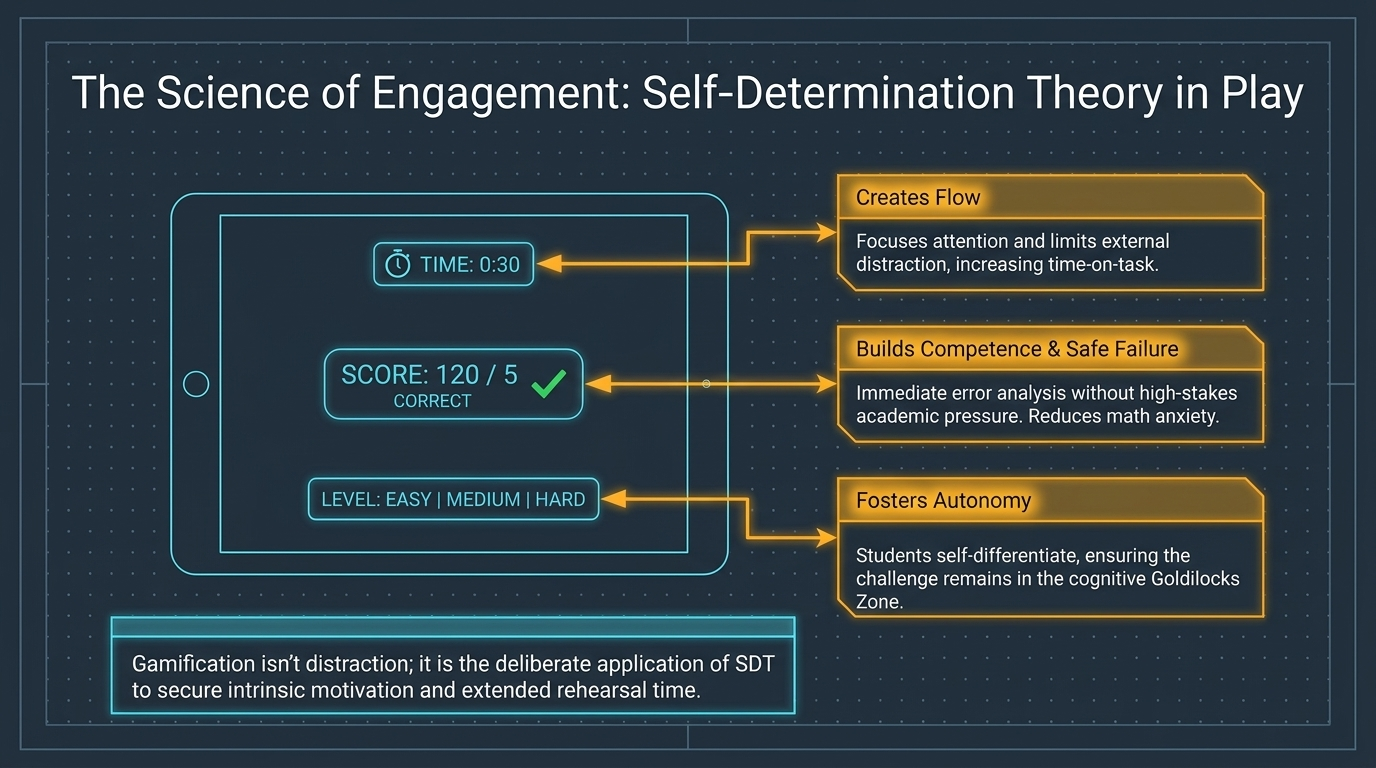 The Science of Engagement: Self-Determination Theory in Play
TIME: 0:30
SCORE: 120 / 5
CORRECT
LEVEL: EASY | MEDIUM | HARD
Creates Flow
Focuses attention and limits external
distraction, increasing time-on-task.
Builds Competence & Safe Failure
Immediate error analysis without high-stakes
academic pressure. Reduces math anxiety.
Fosters Autonomy
Students self-differentiate, ensuring the
challenge remains in the cognitive Goldilocks
Zone.
Gamification isn’t distraction; it is the deliberate application of SDT
to secure intrinsic motivation and extended rehearsal time.